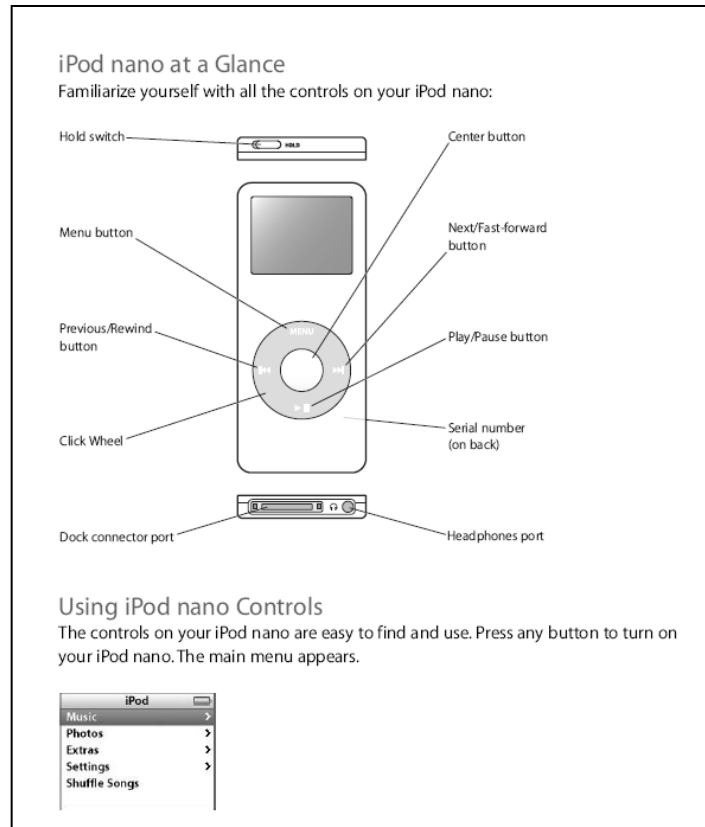 iPod nano at a Glance
Familiarize yourself with all the controls on your iPod nano:
Hold switch
HOLD
Center button
Menu button
Next/Fast-forward
button
MENU
Previous/Rewind
button
Play/Pause button
Click Wheel
Serial number
(on back)
Dock connector port
Headphones port
Using iPod nano Controls
The controls on your iPod nano are easy to find and use. Press any button to turn on
your iPod nano. The main menu appears.
iPod
Music
Photos
Extras
Settings
Shuffle Songs